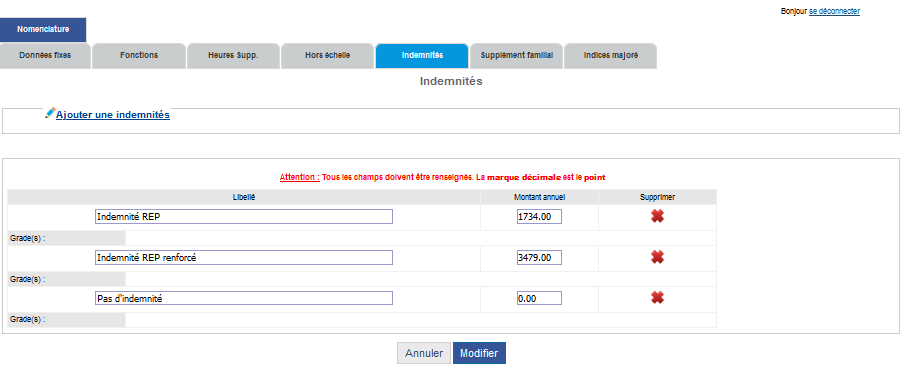 Bonjour se déconnecter
Nomenclature
Données fixes Fonctions Heures Supp. Hors échelle Indemnités Supplément familial Indices majoré
Indemnités
Ajouter une indemnités
Attention : Tous les champs doivent être renseignés. La marque décimale est le point
Libellé Montant annuel Supprimer
Indemnité REP 1734.00
Grade(s) :
Indemnité REP renforcé 3479.00
Grade(s) :
Pas d'indemnité 0.00
Grade(s) :
Annuler Modifier